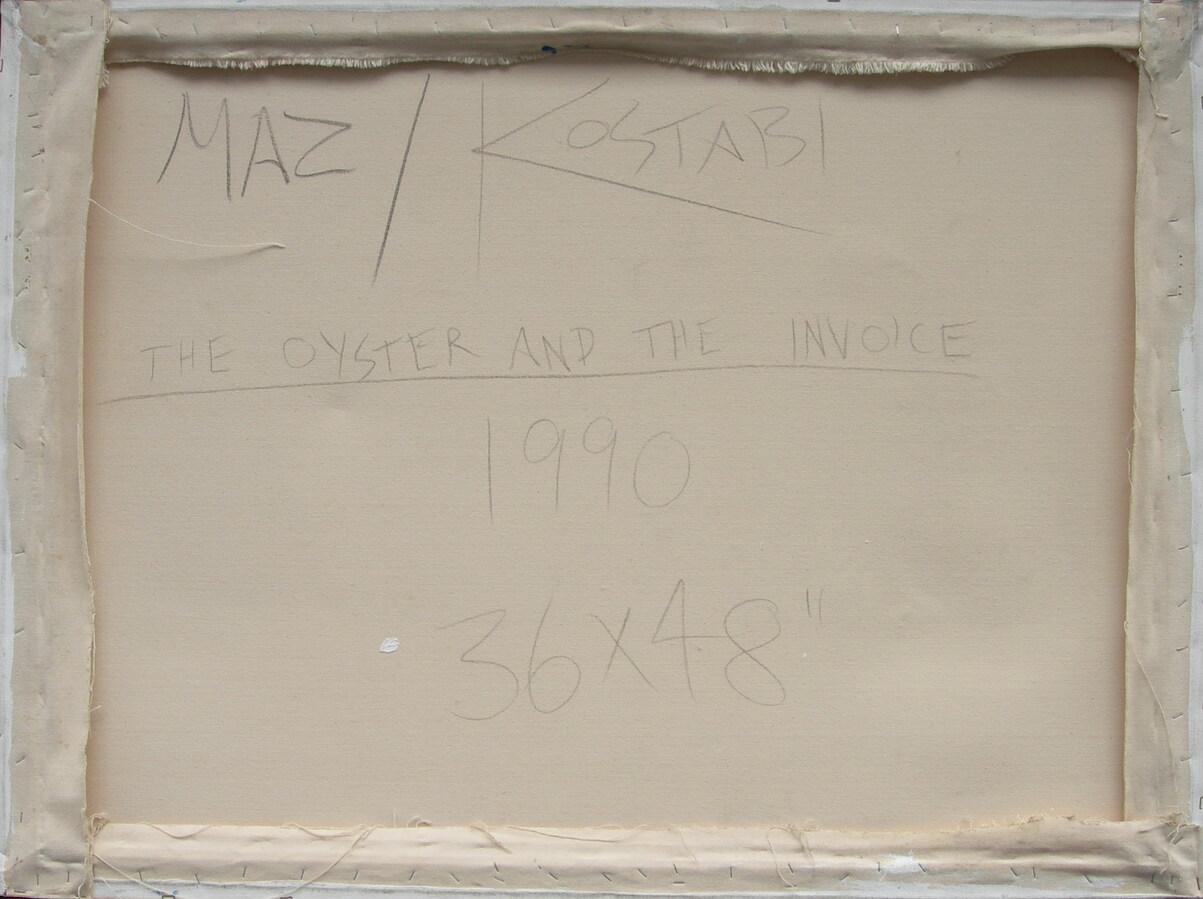 MAZ / KOSTABI
THE OYSTER AND THE INVOICE
1990
36X48"